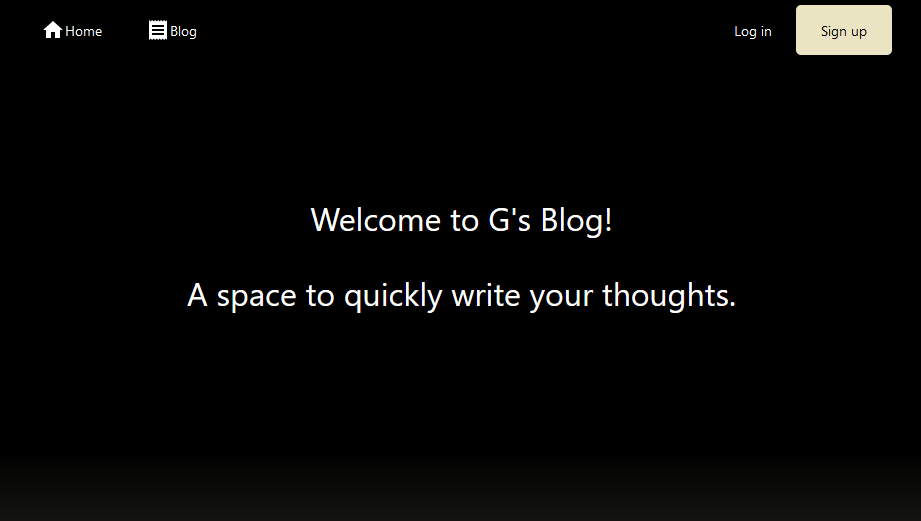 Home Blog Log in Sign up
Welcome to G's Blog!
A space to quickly write your thoughts.